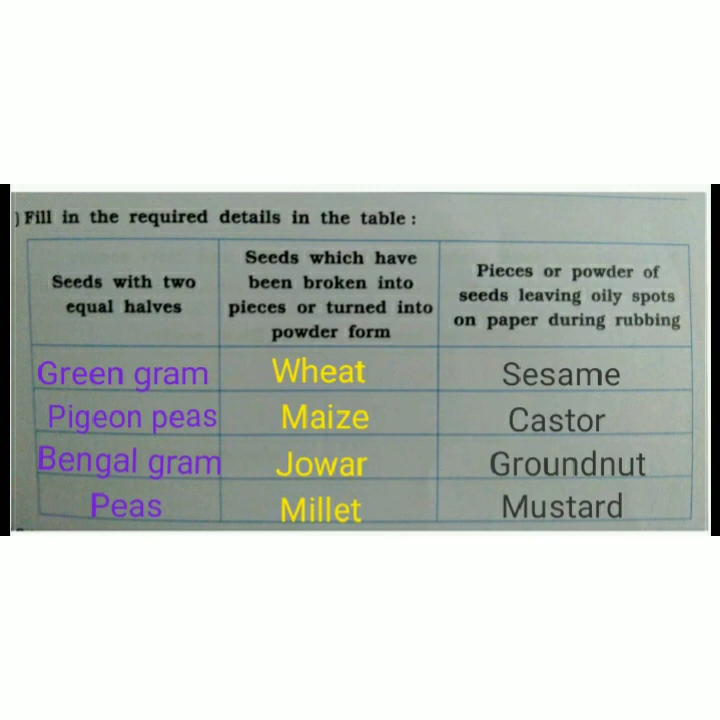 ) Fill in the required details in the table :
Seeds with two
equal halves
Seeds which have
been broken into
pieces or turned into
powder form
Pieces or powder of
seeds leaving oily spots
on paper during rubbing
Green gram
Wheat
Sesame
Pigeon peas
Maize
Castor
Bengal gram
Jowar
Groundnut
Peas
Millet
Mustard